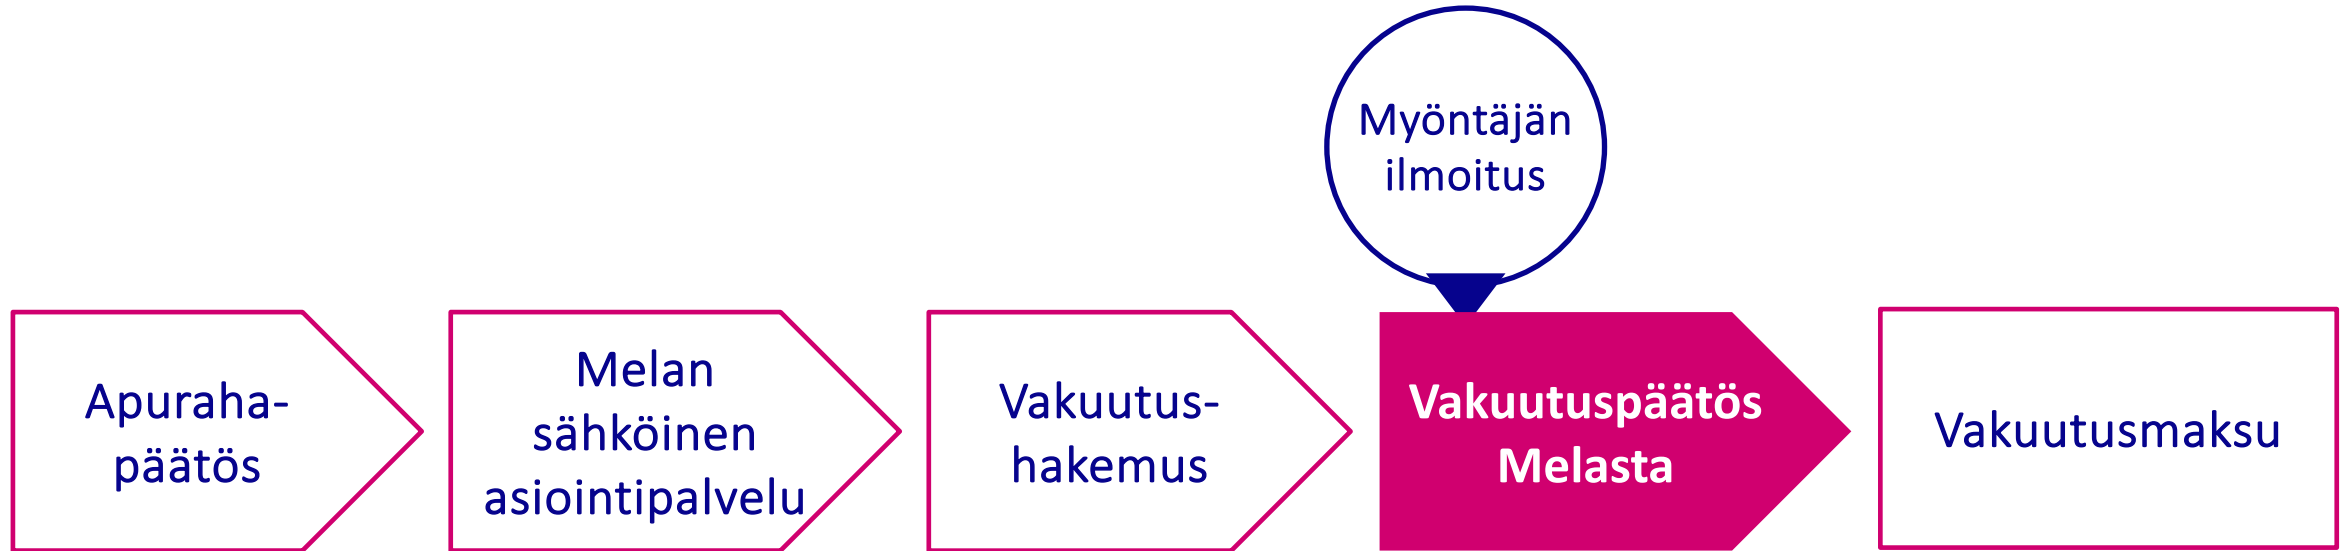 Myöntäjän
ilmoitus
Apuraha-
päätös
Melan
sähköinen
asiointipalvelu
Vakuutus-
hakemus
Vakuutuspäätös
Melasta
Vakuutusmaksu